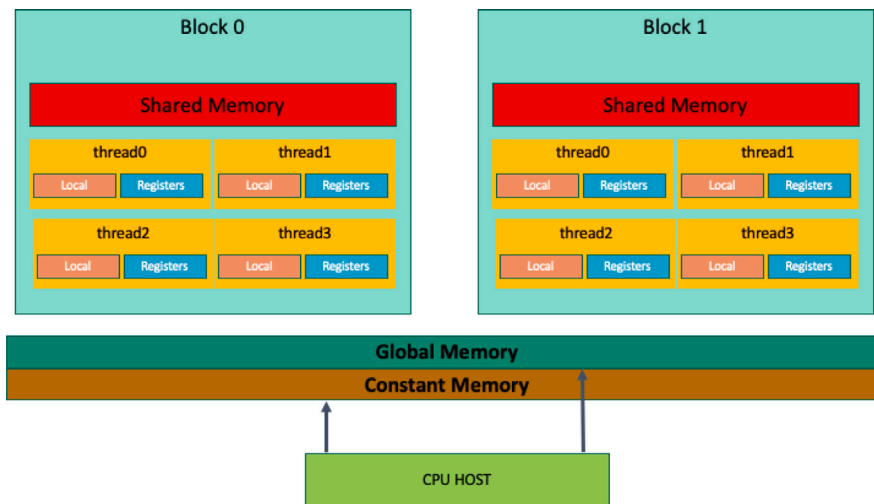 Block 0
Block 1
Shared Memory
Shared Memory
thread0 thread1
Local Registers Local Registers
thread2 thread3
Local Registers Local Registers
thread0 thread1
Local Registers Local Registers
thread2 thread3
Local Registers Local Registers
Global Memory
Constant Memory
CPU HOST